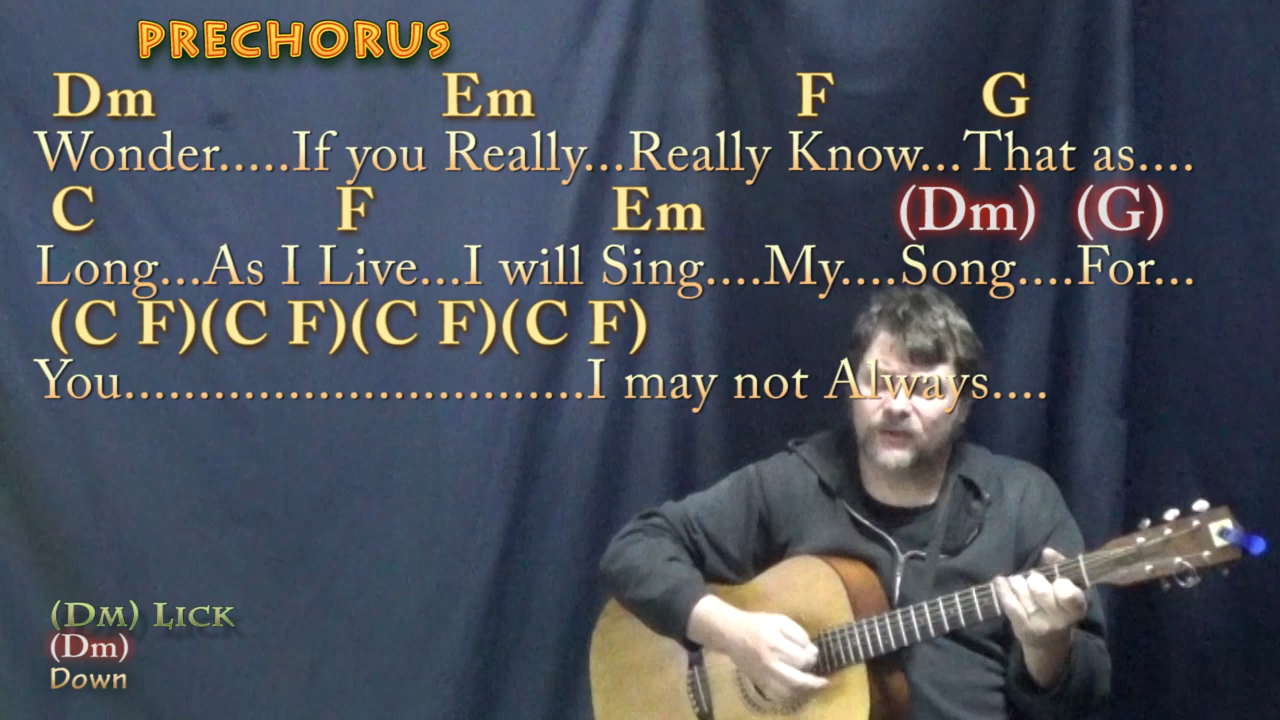 PRECHORUS
Dm Em F G
Wonder.....If you Really...Really Know...That as....
C F Em (Dm) (G)
Long...As I Live...I will Sing....My....Song....For...
(C F)(C F)(C F)(C F)
You...............................I may not Always....
(Dm) Lick
(Dm)
Down